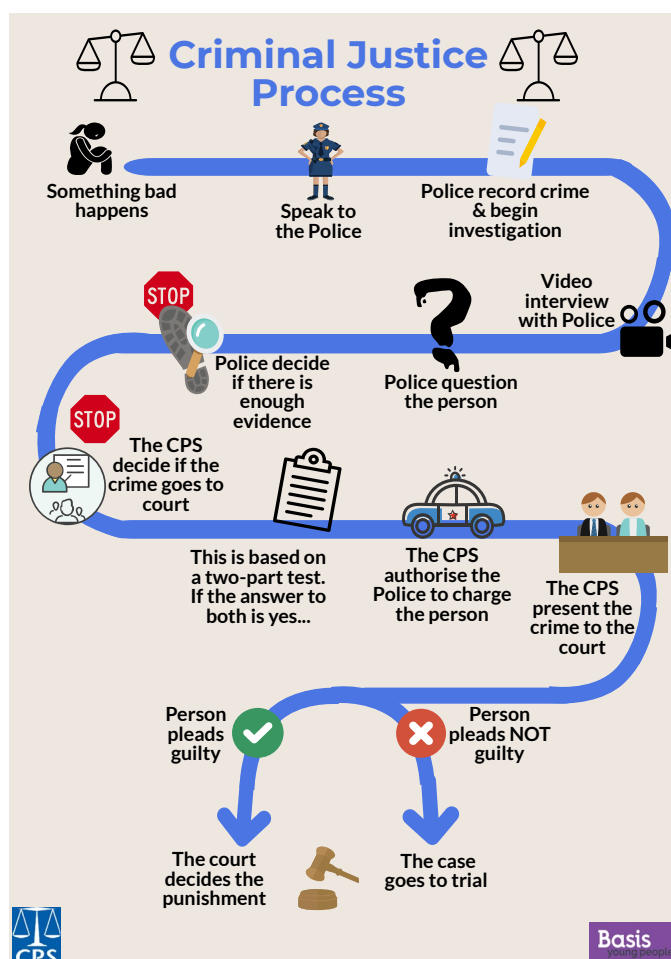 Criminal Justice
Process
Something bad
happens
Speak to
the Police
Police record crime
& begin
investigation
Video
interview
with Police
Police question
the person
STOP
Police decide
if there is
enough
evidence
STOP
The CPS
decide if the
crime goes to
court
This is based on
a two-part test.
If the answer to
both is yes...
The CPS
authorise the
Police to charge
the person
The CPS
present the
crime to the
court
Person
pleads
guilty
Person
pleads NOT
guilty
The court
decides the
punishment
The case
goes to trial
CPS
Basis
young people